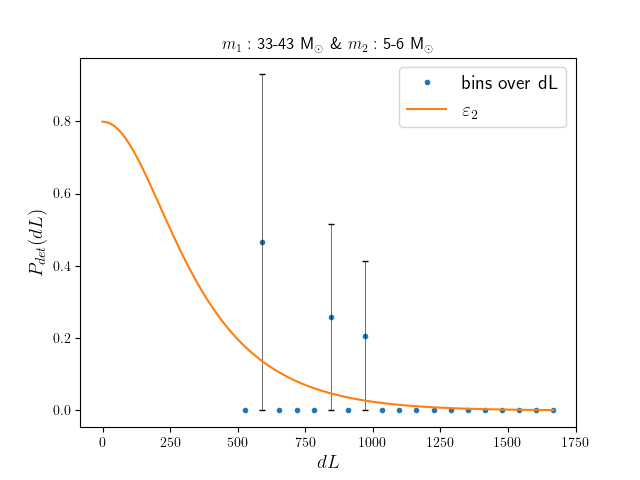 m₁ : 33-43 M⊙ & m₂ : 5-6 M⊙
bins over dL
ε₂
P_det(dL)
0.8
0.6
0.4
0.2
0.0
0 250 500 750 1000 1250 1500 1750
dL